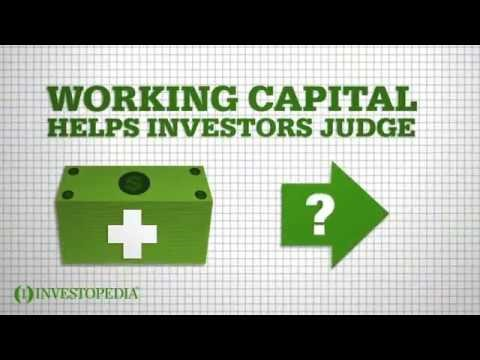 WORKING CAPITAL
HELPS INVESTORS JUDGE
$
?
INVESTOPEDIA